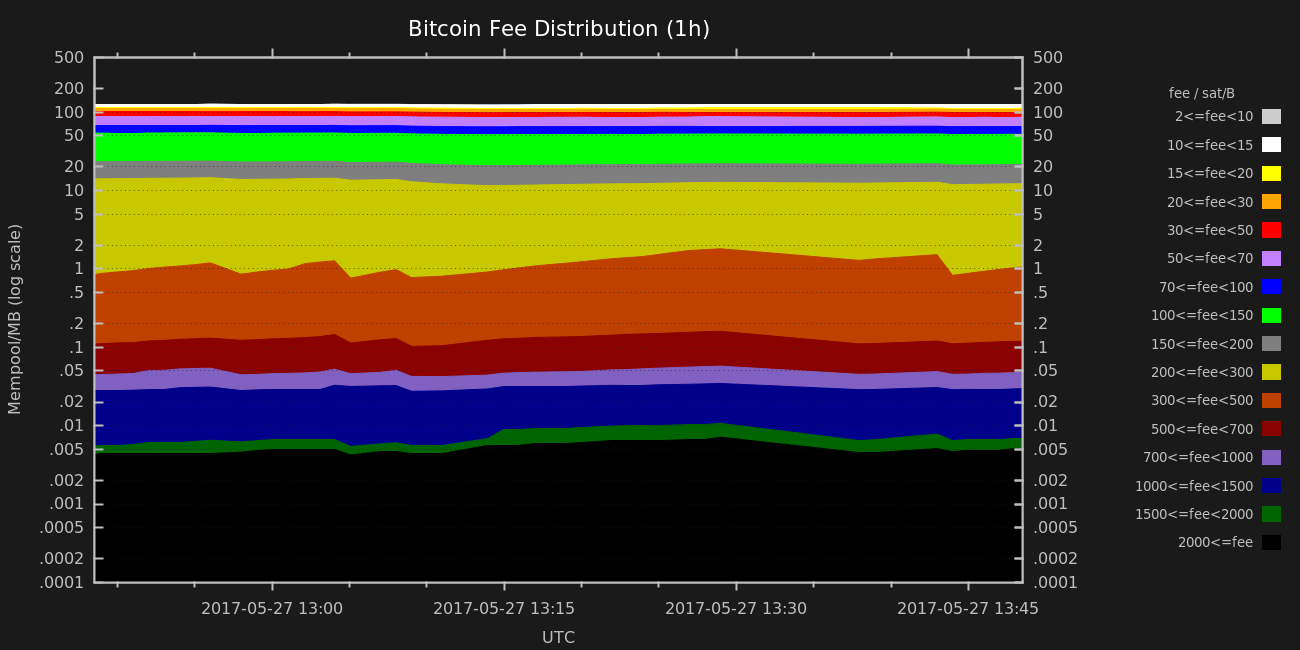 Bitcoin Fee Distribution (1h)
500 500
200 200
100 100
50 50
20 20
10 10
5 5
2 2
1 1
.5 .5
.2 .2
.1 .1
.05 .05
.02 .02
.01 .01
.005 .005
.002 .002
.001 .001
.0005 .0005
.0002 .0002
.0001 .0001
Mempool/MB (log scale)
2017-05-27 13:00 2017-05-27 13:15 2017-05-27 13:30 2017-05-27 13:45
UTC
fee / sat/B
2<=fee<10
10<=fee<15
15<=fee<20
20<=fee<30
30<=fee<50
50<=fee<70
70<=fee<100
100<=fee<150
150<=fee<200
200<=fee<300
300<=fee<500
500<=fee<700
700<=fee<1000
1000<=fee<1500
1500<=fee<2000
2000<=fee